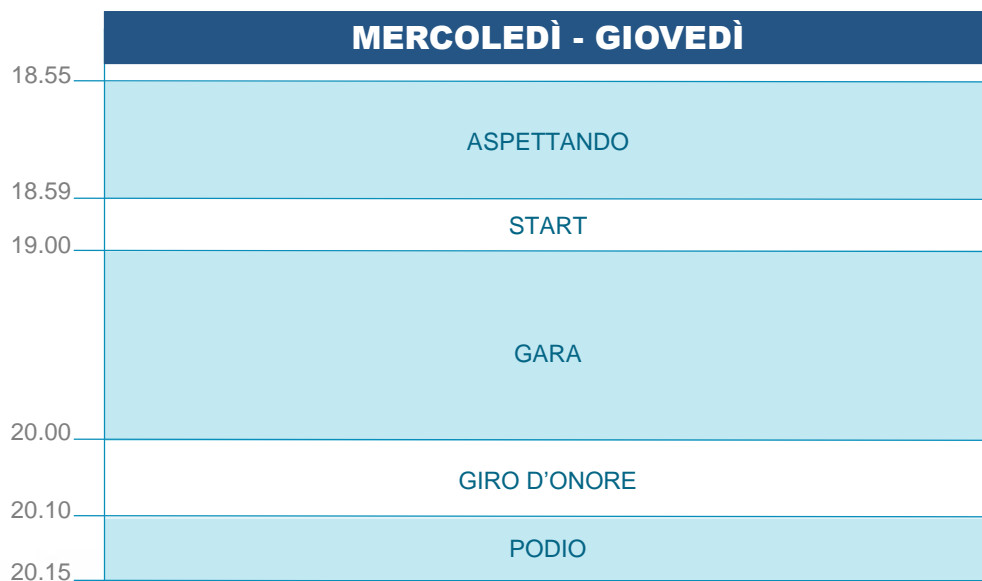 MERCOLEDÌ - GIOVEDÌ
18.55
ASPETTANDO
18.59
START
19.00
GARA
20.00
GIRO D’ONORE
20.10
PODIO
20.15